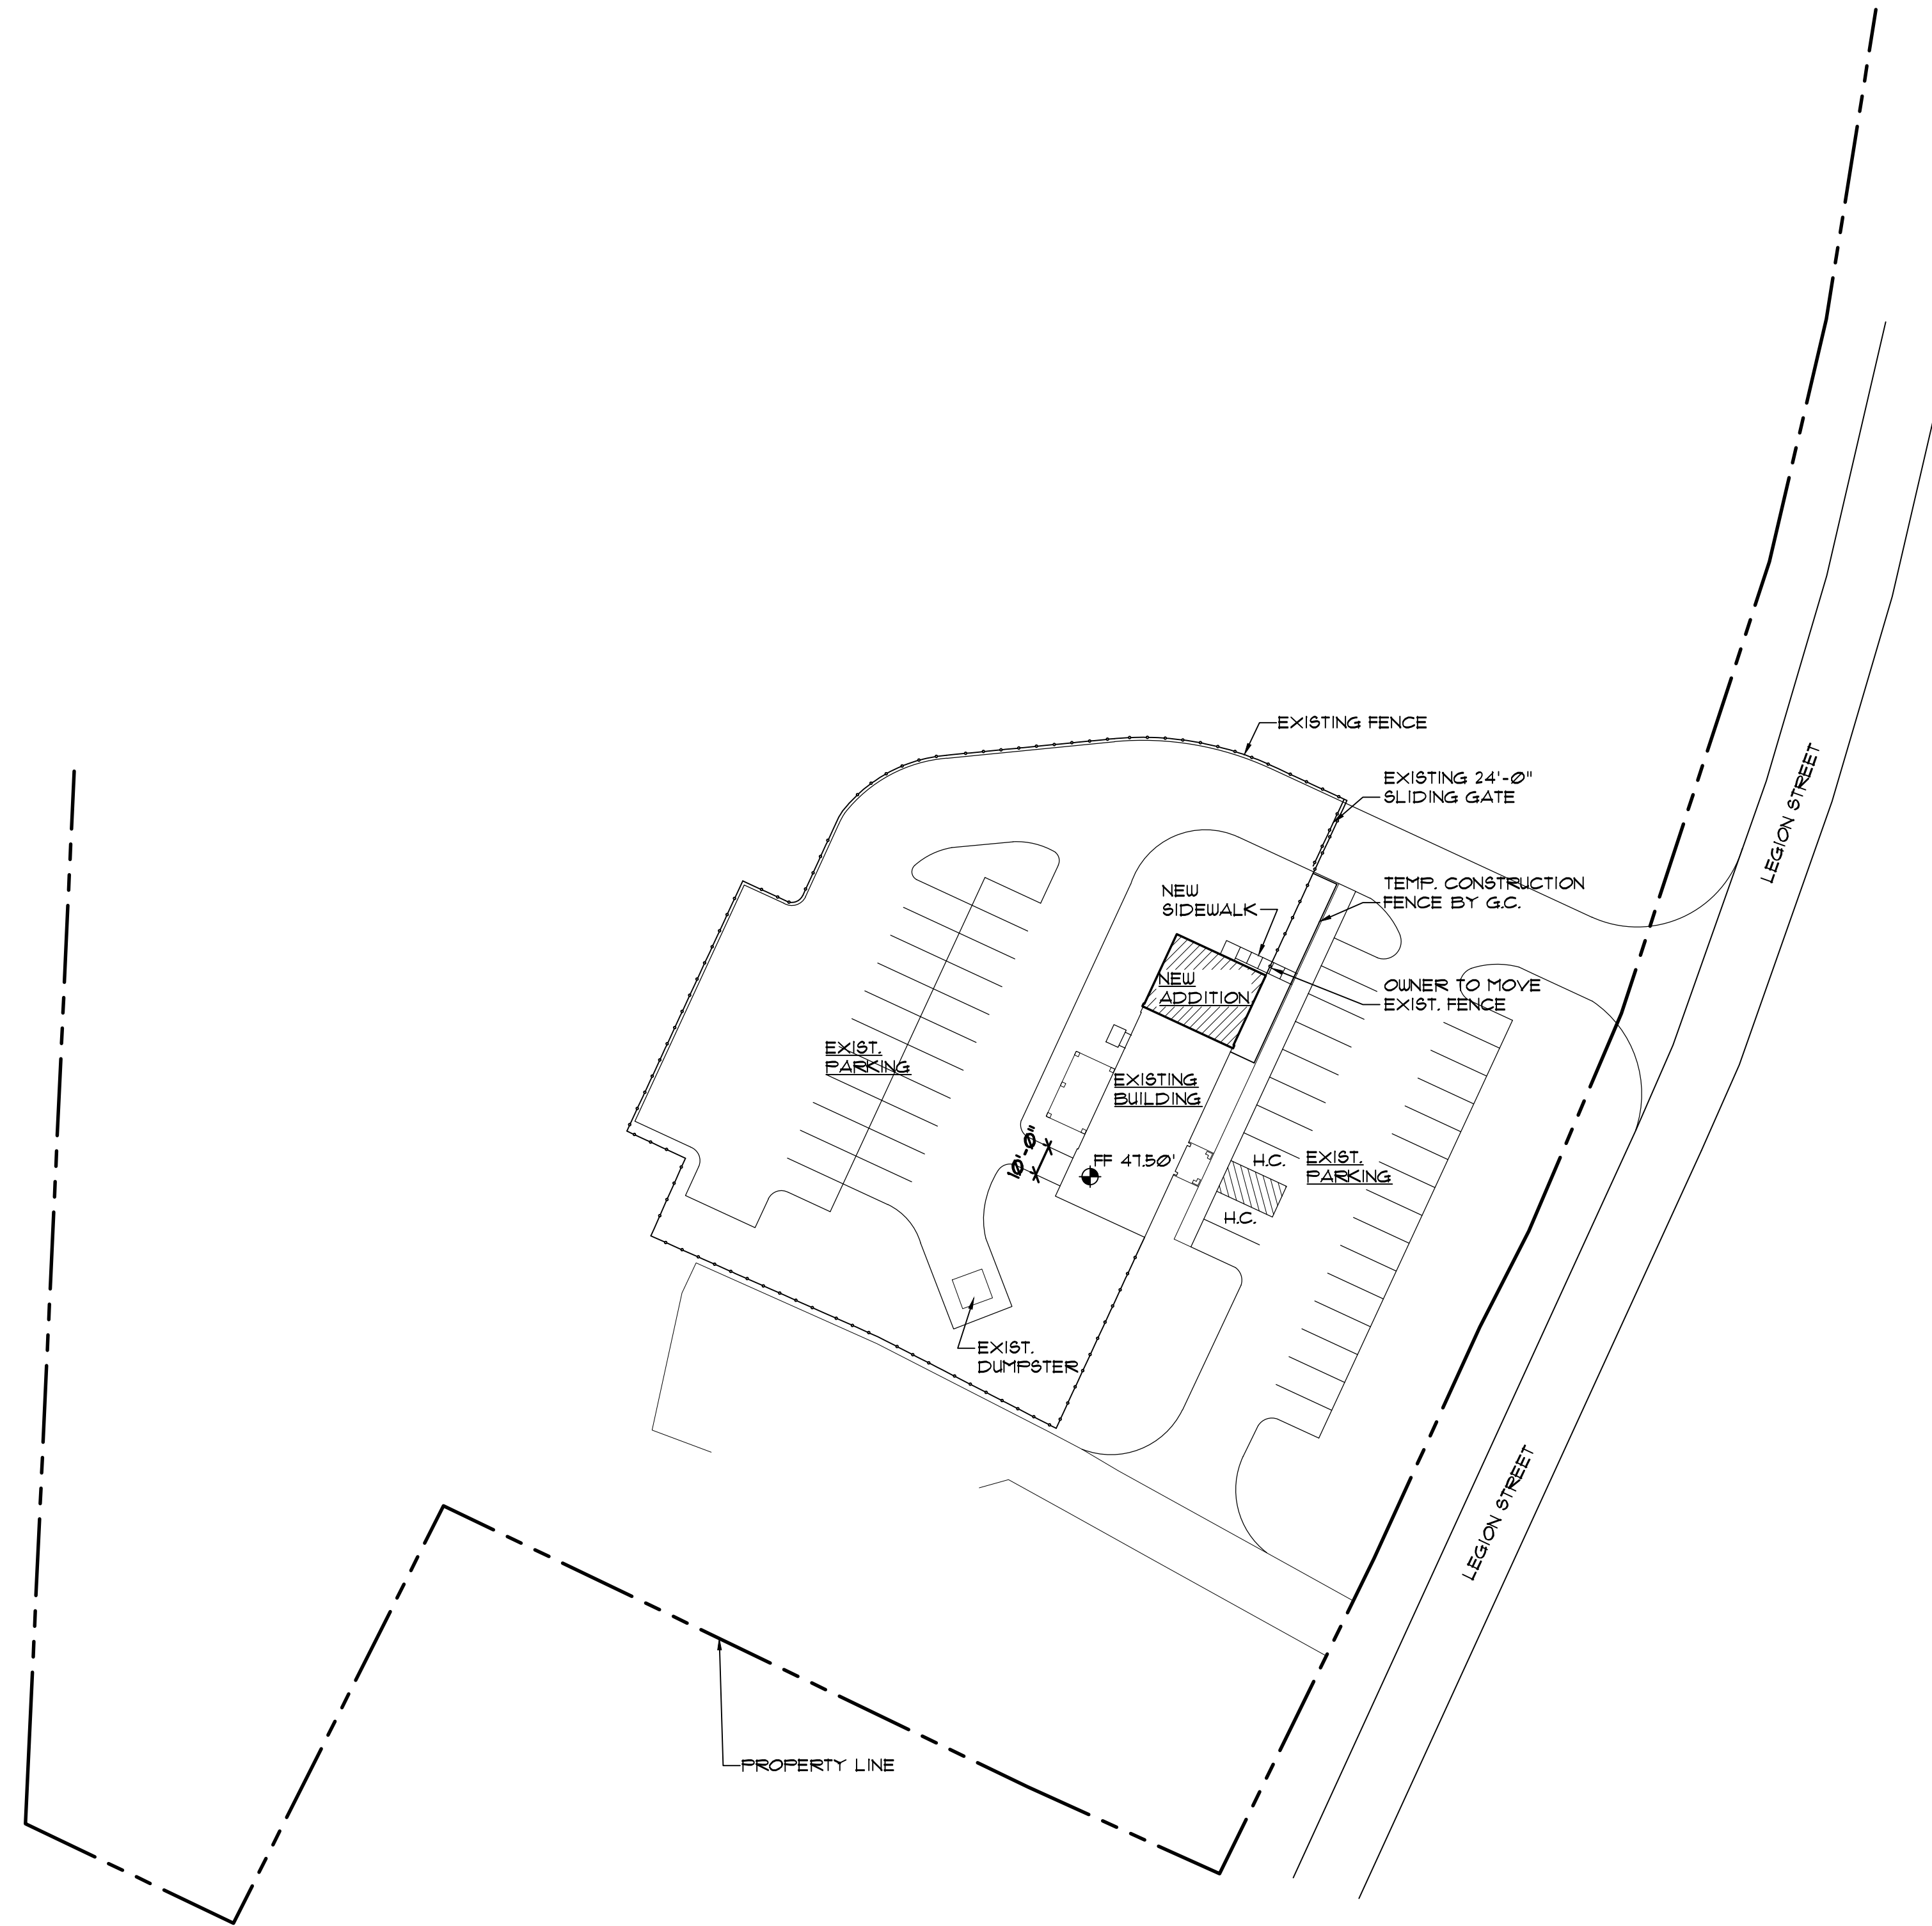 EXISTING FENCE
EXISTING 24'-0"
SLIDING GATE
LEGION STREET
TEMP. CONSTRUCTION
FENCE BY G.C.
NEW
SIDEWALK
NEW
ADDITION
OWNER TO MOVE
EXIST. FENCE
EXIST.
PARKING
EXISTING
BUILDING
10'-0"
FF 47.50'
H.C.
EXIST.
PARKING
H.C.
EXIST.
DUMPSTER
LEGION STREET
PROPERTY LINE